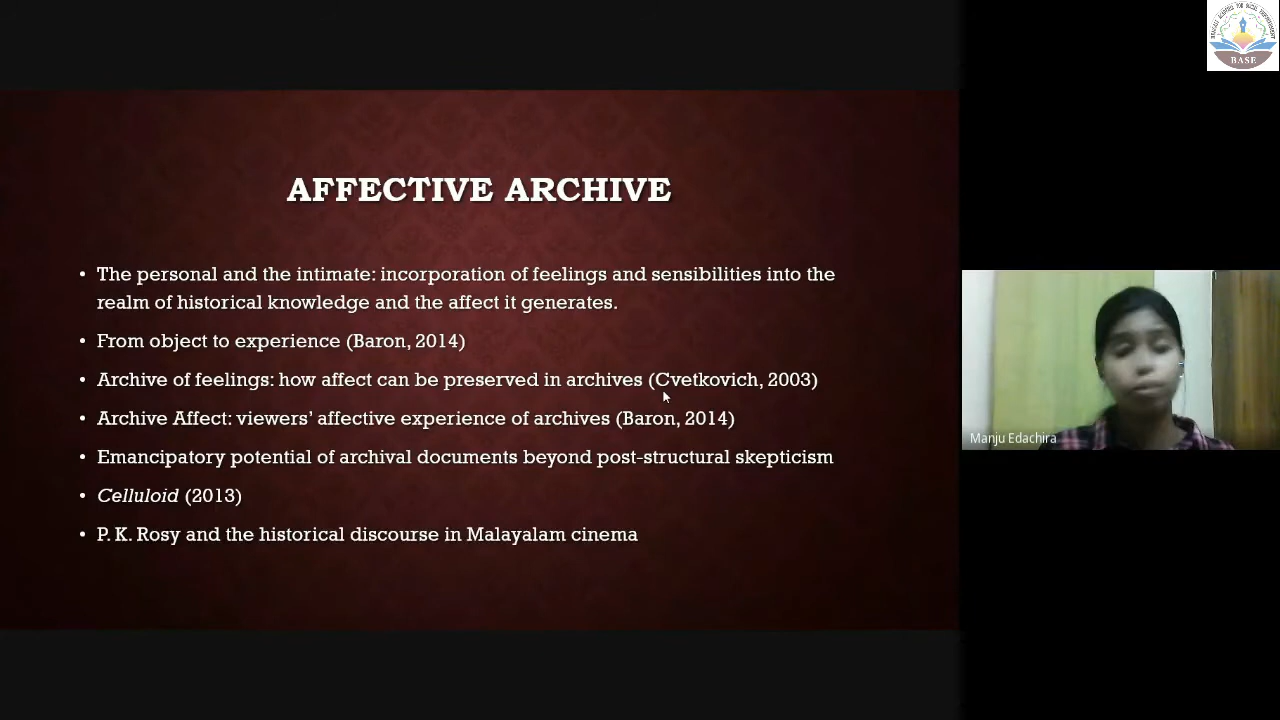 AFFECTIVE ARCHIVE
• The personal and the intimate: incorporation of feelings and sensibilities into the
realm of historical knowledge and the affect it generates.
• From object to experience (Baron, 2014)
• Archive of feelings: how affect can be preserved in archives (Cvetkovich, 2003)
• Archive Affect: viewers’ affective experience of archives (Baron, 2014)
• Emancipatory potential of archival documents beyond post-structural skepticism
• Celluloid (2013)
• P. K. Rosy and the historical discourse in Malayalam cinema
Manju Edachira
BASE